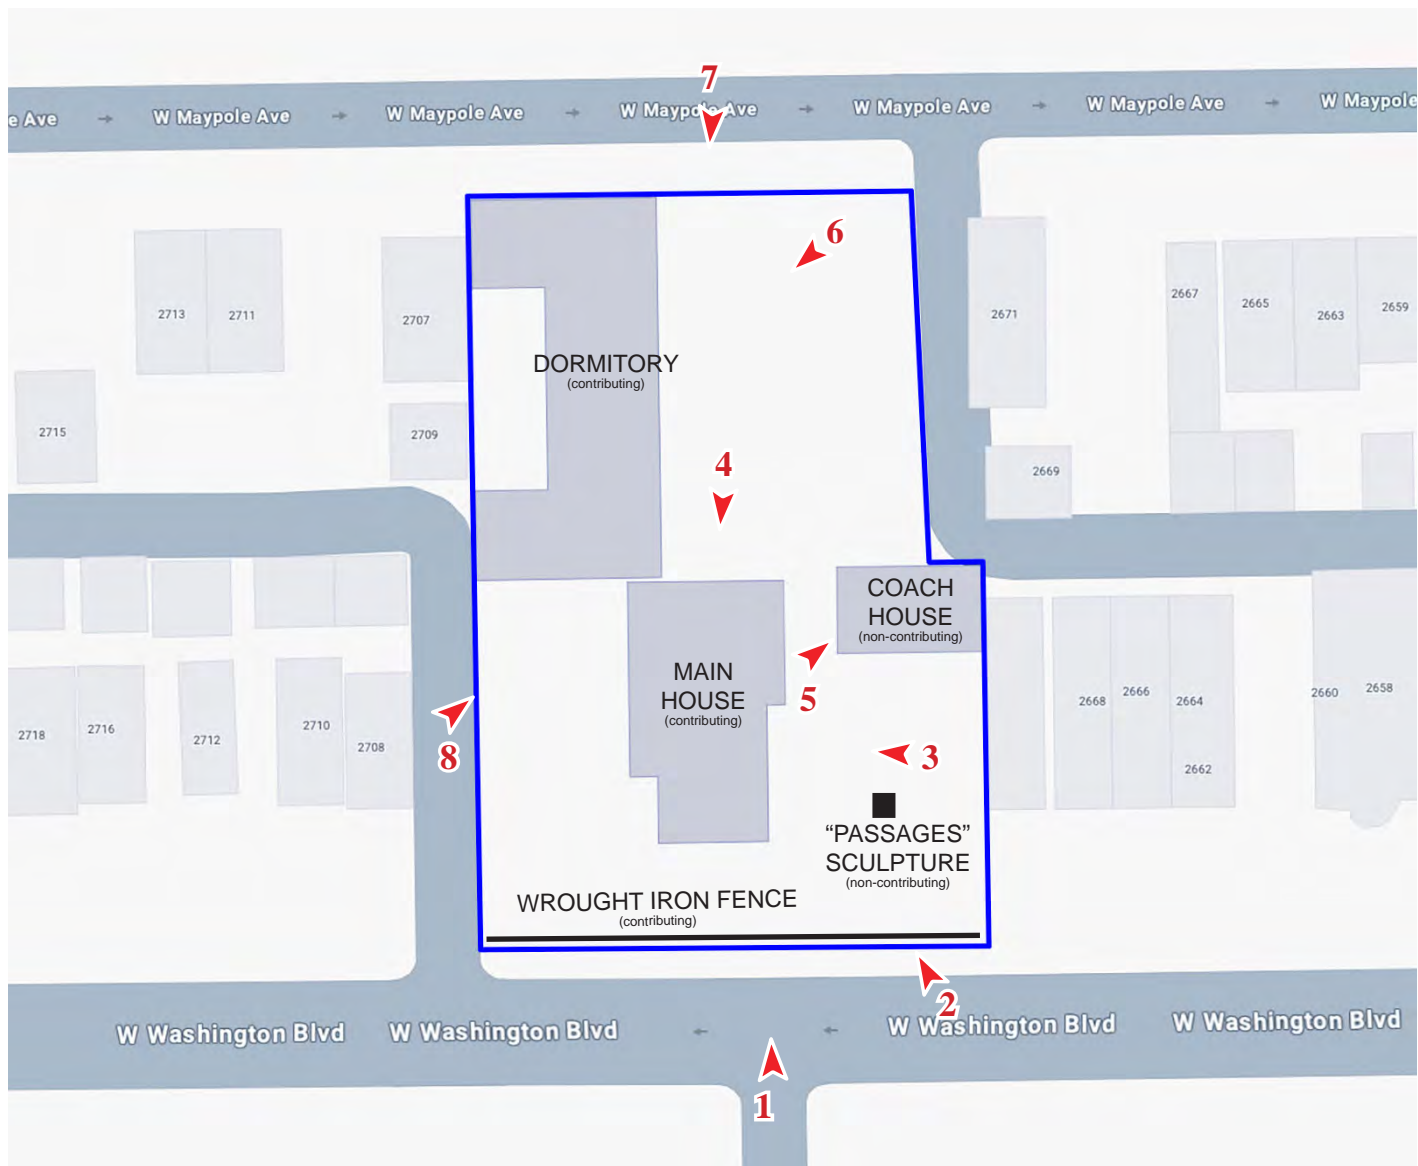 7
e Ave
W Maypole Ave
W Maypole Ave
W Maypole Ave
W Maypole Ave
W Maypole Ave
W Maypole
6
2713
2711
2707
2671
2667
2665
2663
2659
DORMITORY
(contributing)
2715
2709
4
2669
COACH
HOUSE
(non-contributing)
MAIN
HOUSE
(contributing)
5
2718
2716
2712
2710
2708
8
3
2668
2666
2664
2662
2660
2658
“PASSAGES”
SCULPTURE
(non-contributing)
WROUGHT IRON FENCE
(contributing)
2
W Washington Blvd
W Washington Blvd
W Washington Blvd
W Washington Blvd
1